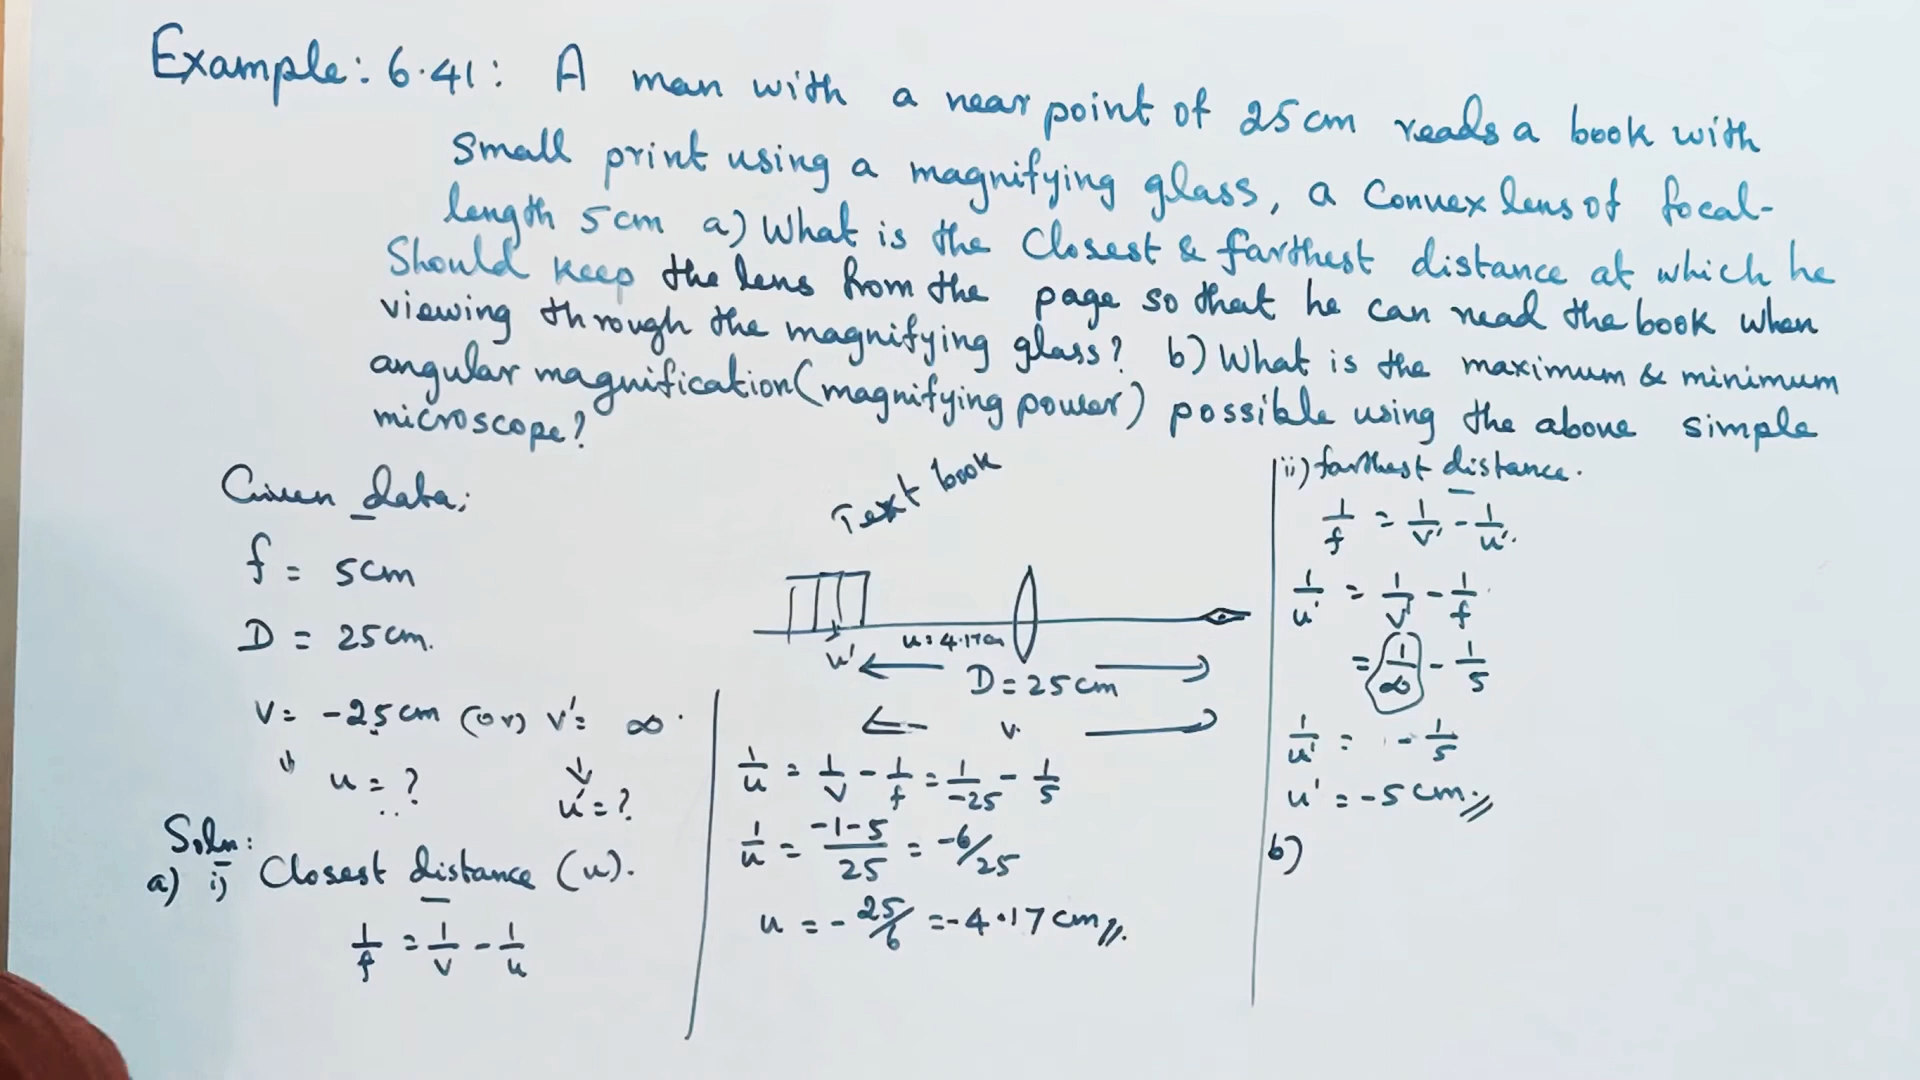 Example: 6.41: A man with a near point of 25cm reads a book with
small print using a magnifying glass, a Convex lens of focal-
length 5cm a) What is the Closest & farthest distance at which he
Should keep the lens from the page so that he can read the book when
viewing through the magnifying glass? b) What is the maximum & minimum
angular magnification (magnifying power) possible using the above simple
microscope?
Given data;
f = 5cm
D = 25cm.
V = -25cm (or) v' = ∞
u = ?
u' = ?
Soln:
a) i) Closest distance (u).
1/f = 1/v - 1/u
Text book
u'
u = 4.17cm
D = 25cm
v
1/u = 1/v - 1/f = 1/-25 - 1/5
1/u = -1-5/25 = -6/25
u = -25/6 = -4.17cm
ii) farthest distance.
1/f = 1/v' - 1/u'
1/u' = 1/v' - 1/f
= 1/∞ - 1/5
1/u' = -1/5
u' = -5cm
b)